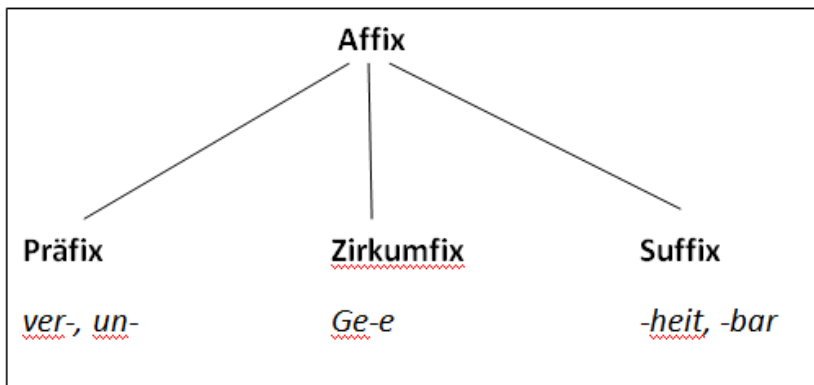 Affix
Präfix Zirkumfix Suffix
ver-, un- Ge-e -heit, -bar